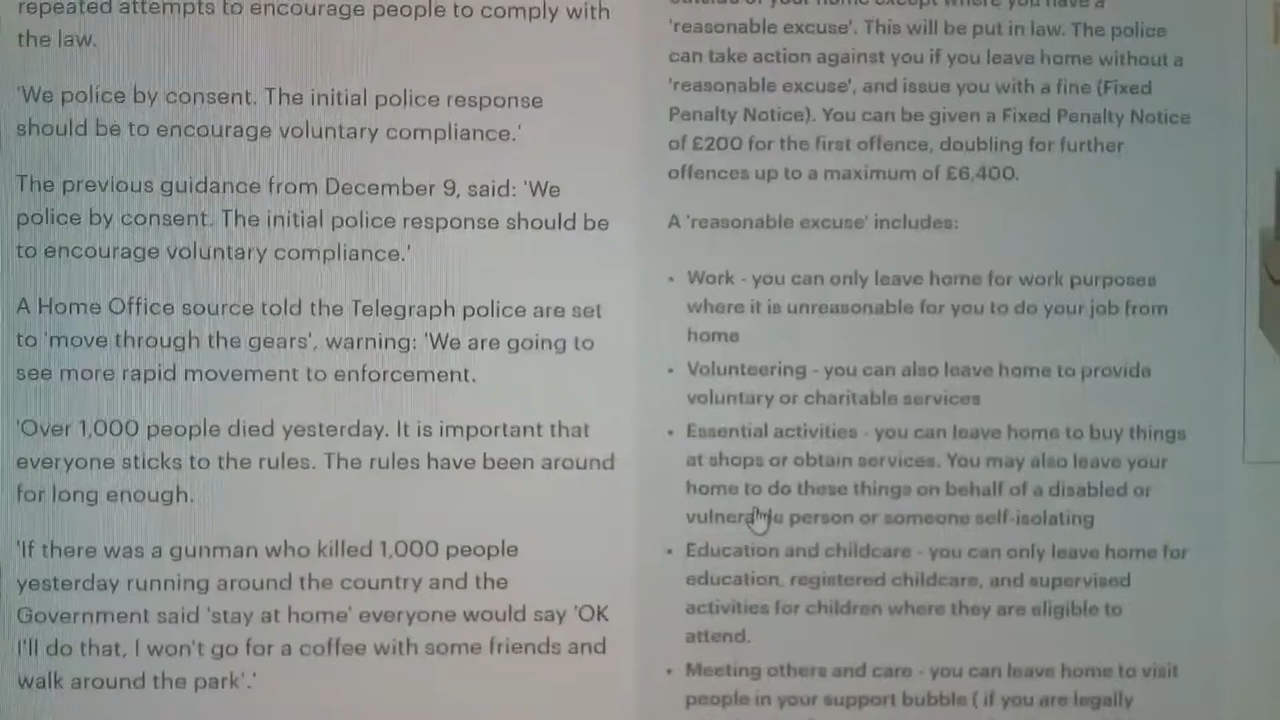 repeated attempts to encourage people to comply with
the law.
'We police by consent. The initial police response
should be to encourage voluntary compliance.'
The previous guidance from December 9, said: 'We
police by consent. The initial police response should be
to encourage voluntary compliance.'
A Home Office source told the Telegraph police are set
to 'move through the gears', warning: 'We are going to
see more rapid movement to enforcement.
'Over 1,000 people died yesterday. It is important that
everyone sticks to the rules. The rules have been around
for long enough.
'If there was a gunman who killed 1,000 people
yesterday running around the country and the
Government said 'stay at home' everyone would say 'OK
I'll do that, I won't go for a coffee with some friends and
walk around the park'.'
outside of your home except where you have a
'reasonable excuse'. This will be put in law. The police
can take action against you if you leave home without a
'reasonable excuse', and issue you with a fine (Fixed
Penalty Notice). You can be given a Fixed Penalty Notice
of £200 for the first offence, doubling for further
offences up to a maximum of £6,400.
A 'reasonable excuse' includes:
• Work - you can only leave home for work purposes
where it is unreasonable for you to do your job from
home
• Volunteering - you can also leave home to provide
voluntary or charitable services
• Essential activities - you can leave home to buy things
at shops or obtain services. You may also leave your
home to do these things on behalf of a disabled or
vulnerable person or someone self-isolating
• Education and childcare - you can only leave home for
education, registered childcare, and supervised
activities for children where they are eligible to
attend.
• Meeting others and care - you can leave home to visit
people in your support bubble ( if you are legally